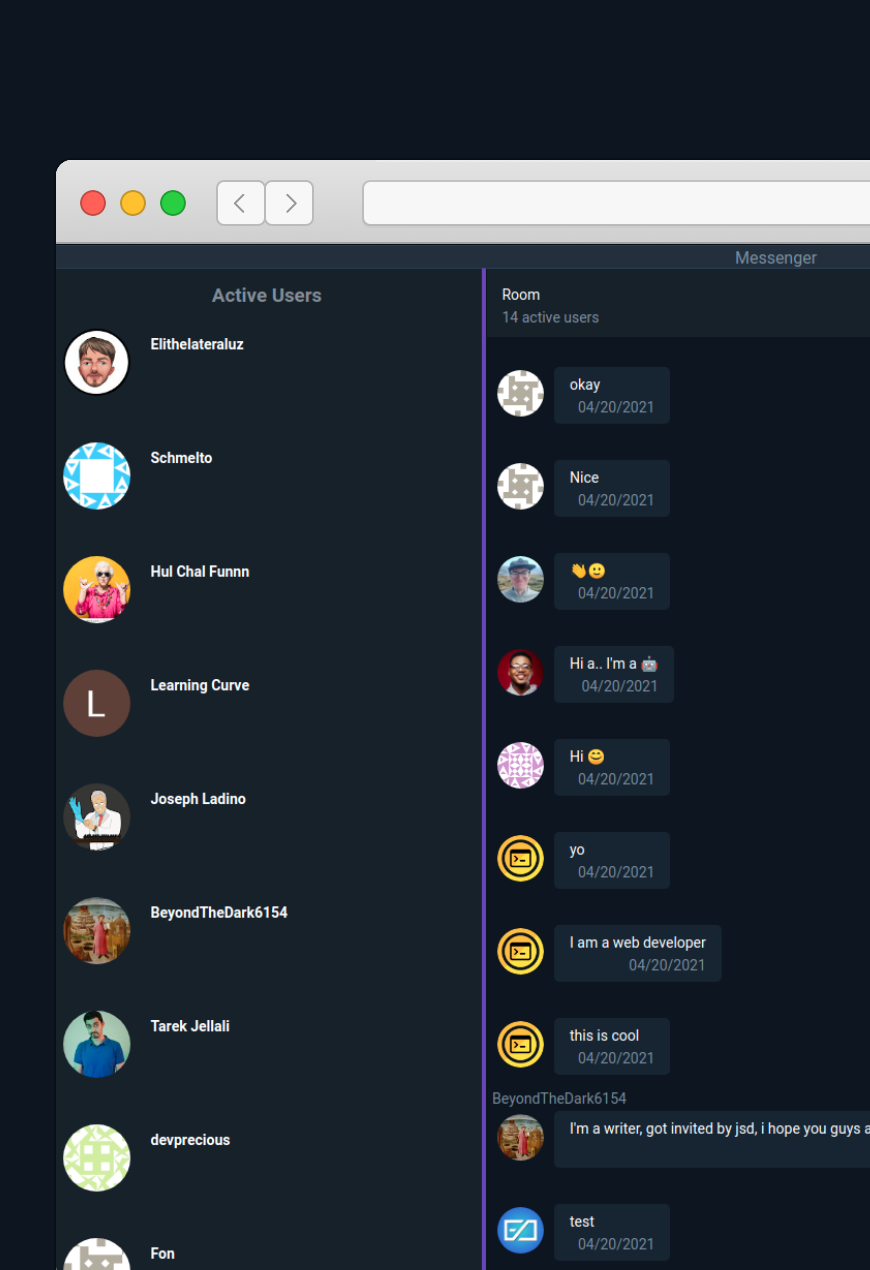 Messenger
Active Users
Elithelateraluz
Schmelto
Hul Chal Funnn
L
Learning Curve
Joseph Ladino
BeyondTheDark6154
Tarek Jellali
devprecious
Fon
Room
14 active users
okay
04/20/2021
Nice
04/20/2021
👋🙂
04/20/2021
Hi a.. I'm a 🤖
04/20/2021
Hi 😊
04/20/2021
yo
04/20/2021
I am a web developer
04/20/2021
this is cool
04/20/2021
BeyondTheDark6154
I'm a writer, got invited by jsd, i hope you guys a
test
04/20/2021